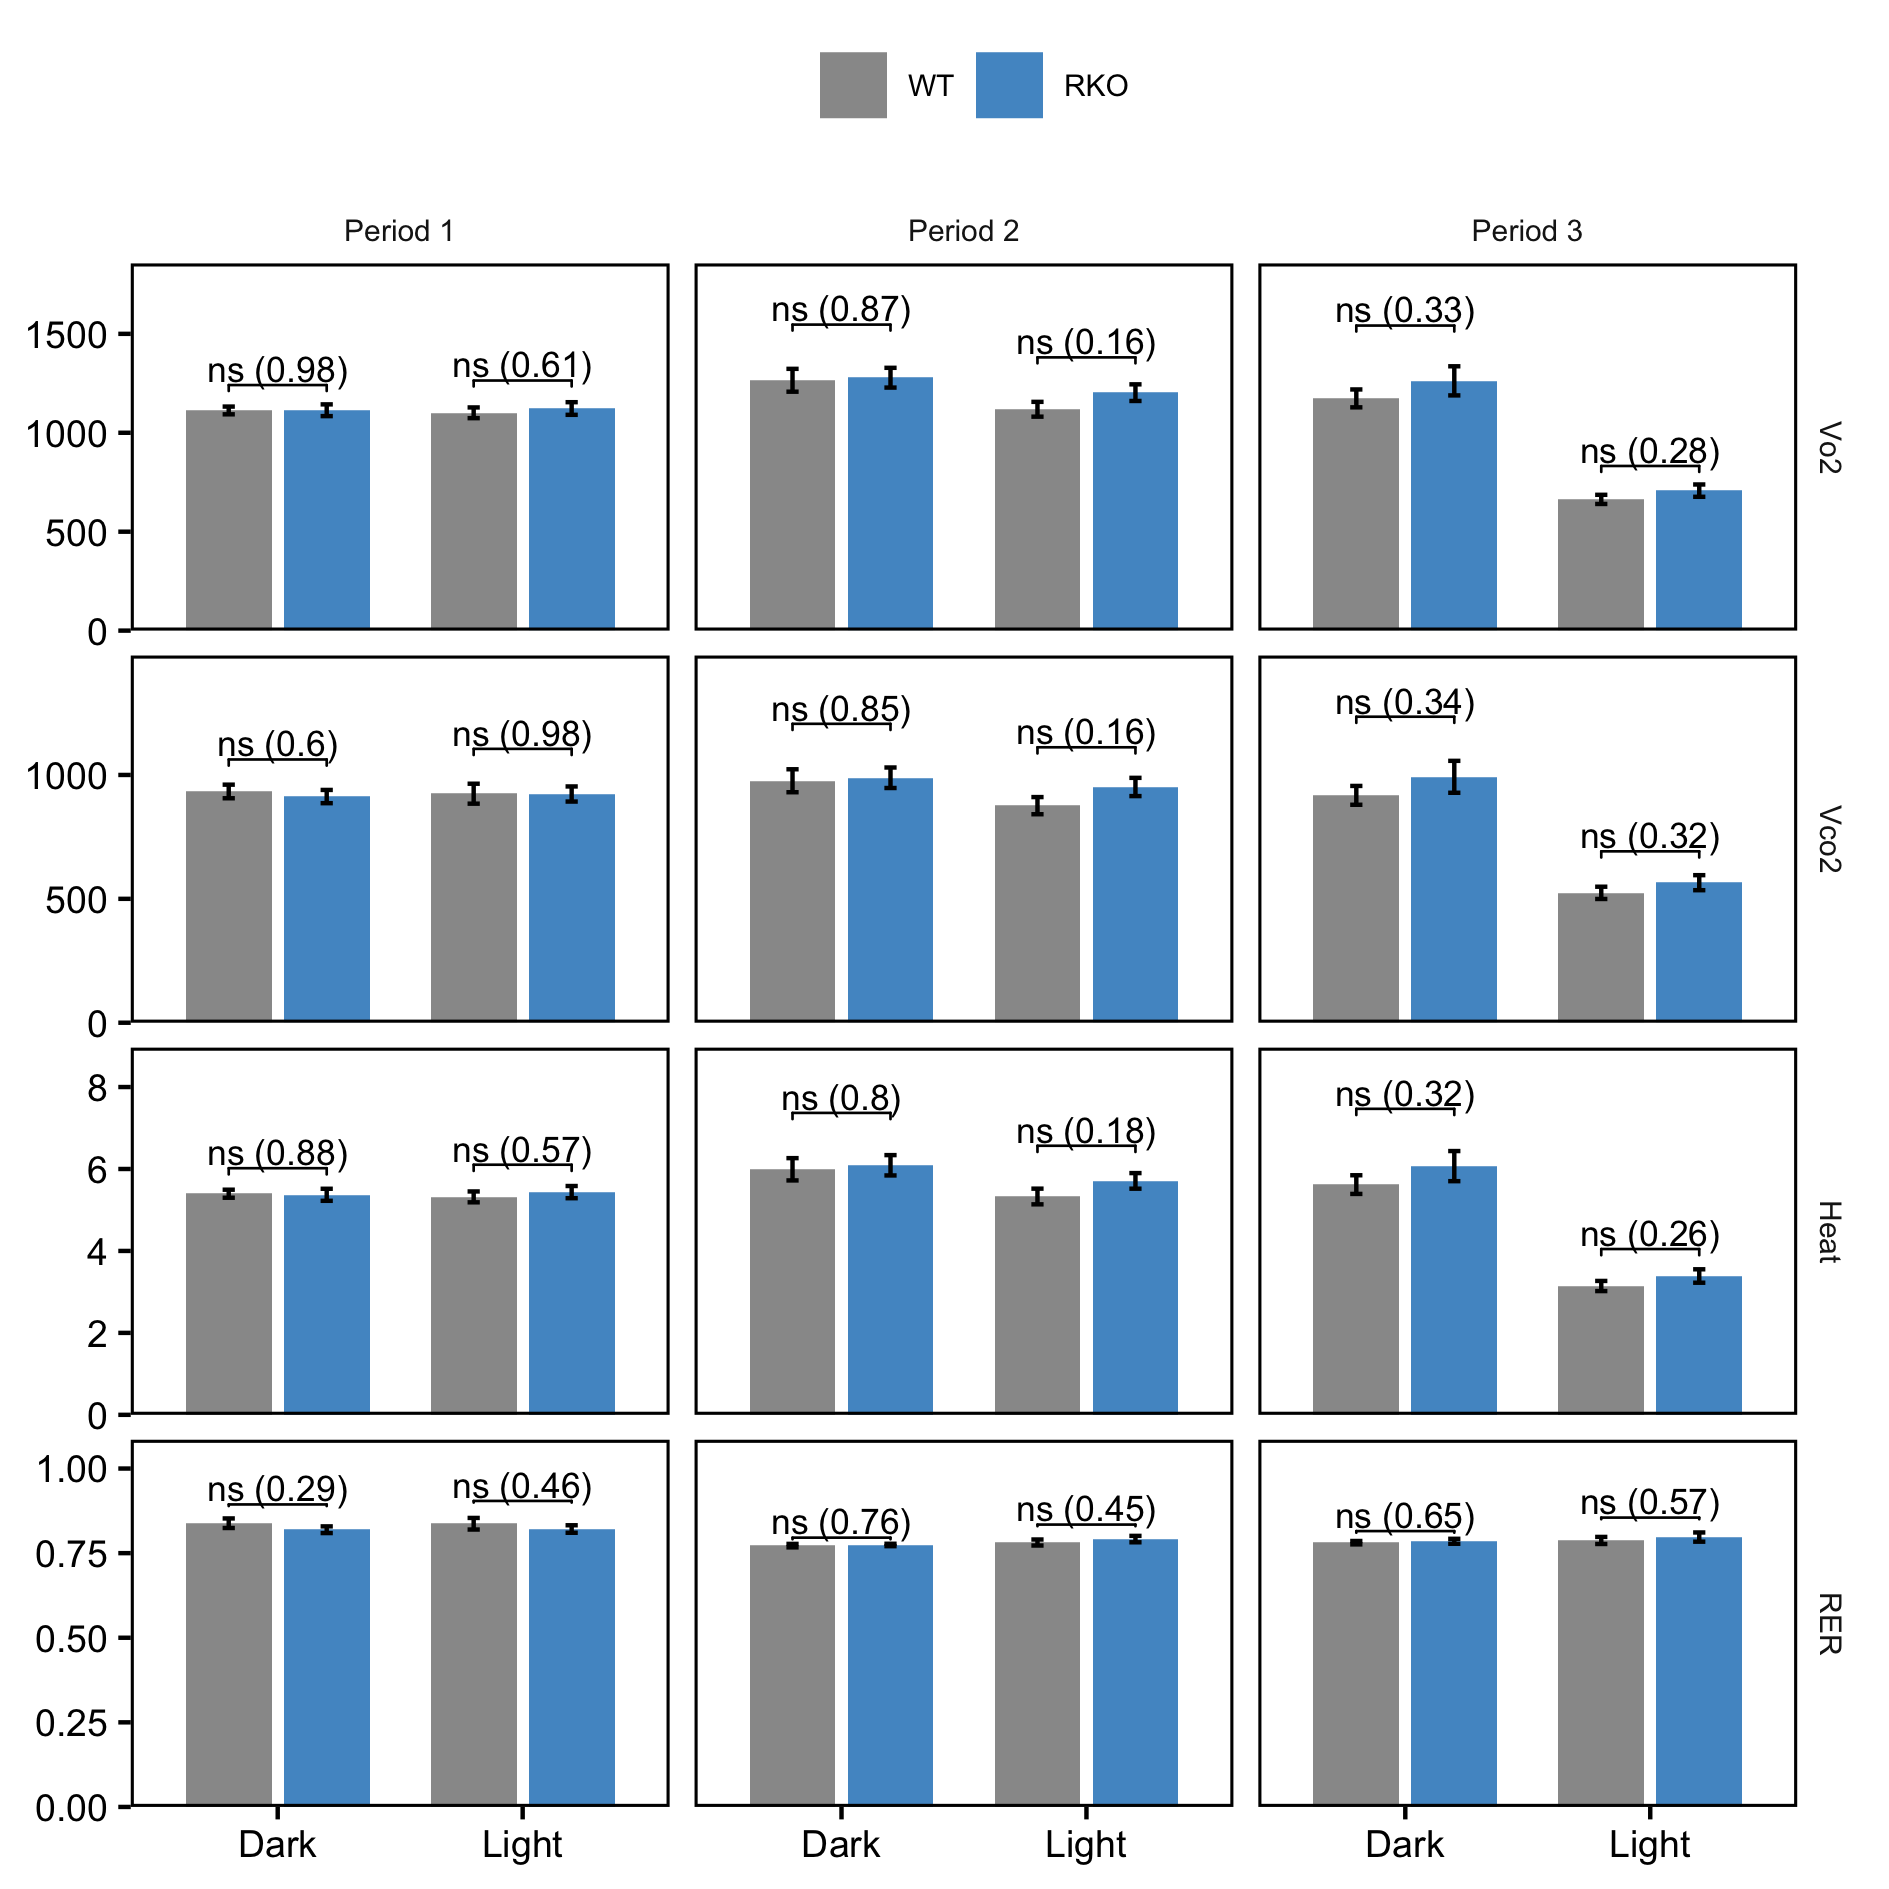 WT RKO
Period 1 Period 2 Period 3
ns (0.87) ns (0.33)
1500
ns (0.98) ns (0.61) ns (0.16)
1000
ns (0.28)
Vo2
500
0
ns (0.6) ns (0.98) ns (0.85) ns (0.16) ns (0.34)
1000
ns (0.32)
Vco2
500
0
8
ns (0.88) ns (0.57) ns (0.8) ns (0.18) ns (0.32)
6
ns (0.26)
Heat
4
2
0
1.00
ns (0.29) ns (0.46) ns (0.76) ns (0.45) ns (0.65) ns (0.57)
0.75
0.50
RER
0.25
0.00
Dark Light Dark Light Dark Light